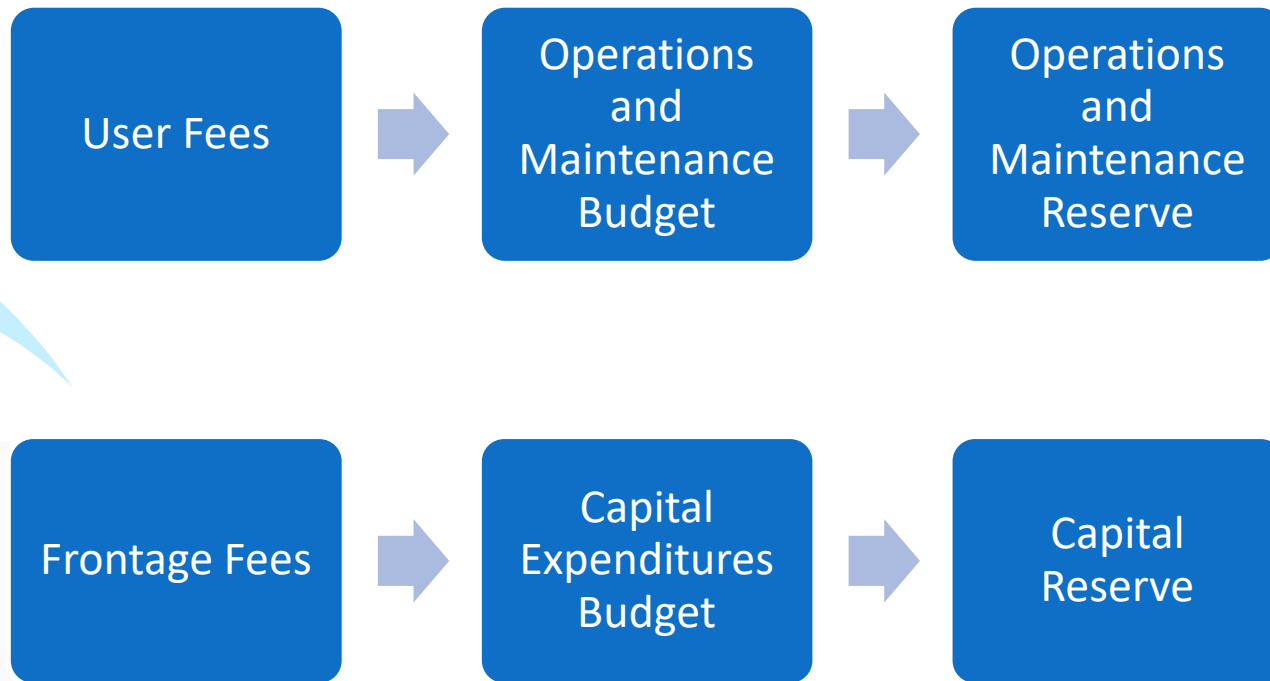 User Fees
Operations
and
Maintenance
Budget
Operations
and
Maintenance
Reserve
Frontage Fees
Capital
Expenditures
Budget
Capital
Reserve